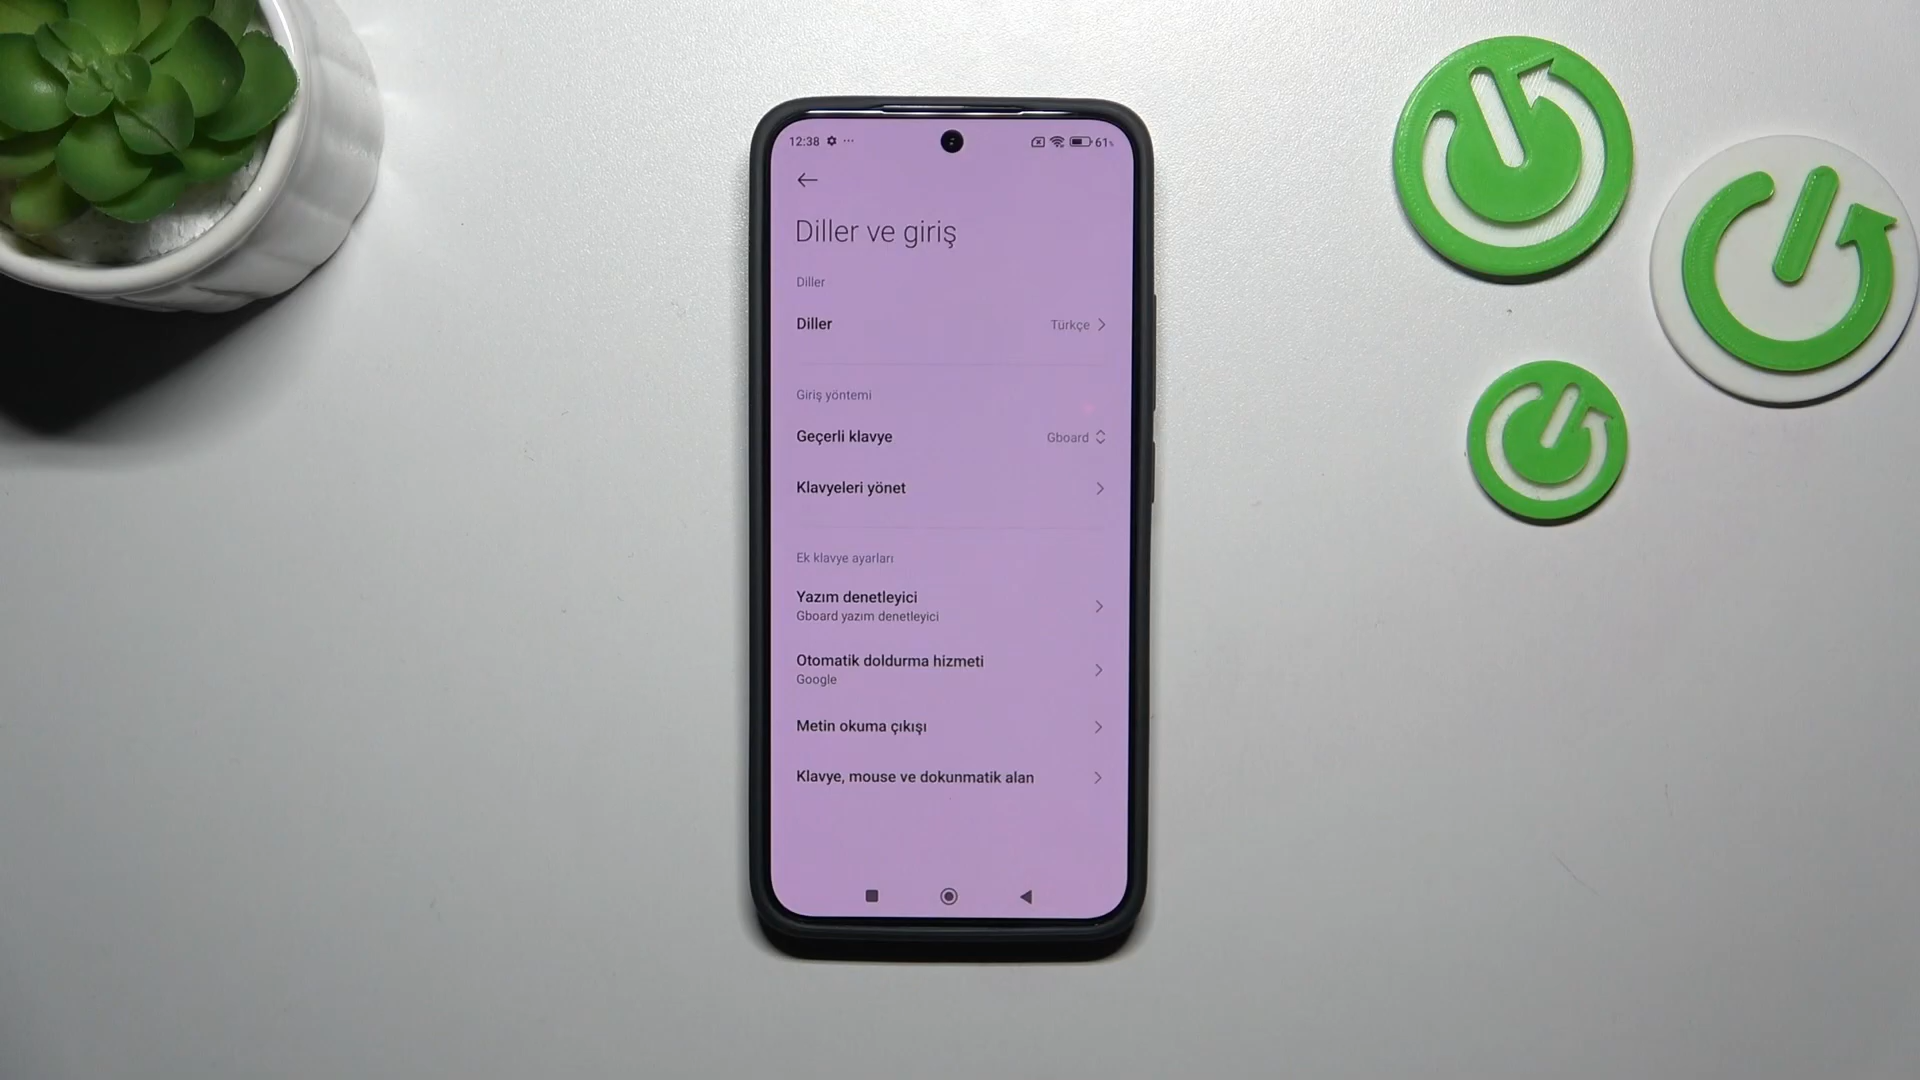 12:38 61%
Diller ve giriş
Diller
Diller Türkçe
Giriş yöntemi
Geçerli klavye Gboard
Klavyeleri yönet
Ek klavye ayarları
Yazım denetleyici
Gboard yazım denetleyici
Otomatik doldurma hizmeti
Google
Metin okuma çıkışı
Klavye, mouse ve dokunmatik alan